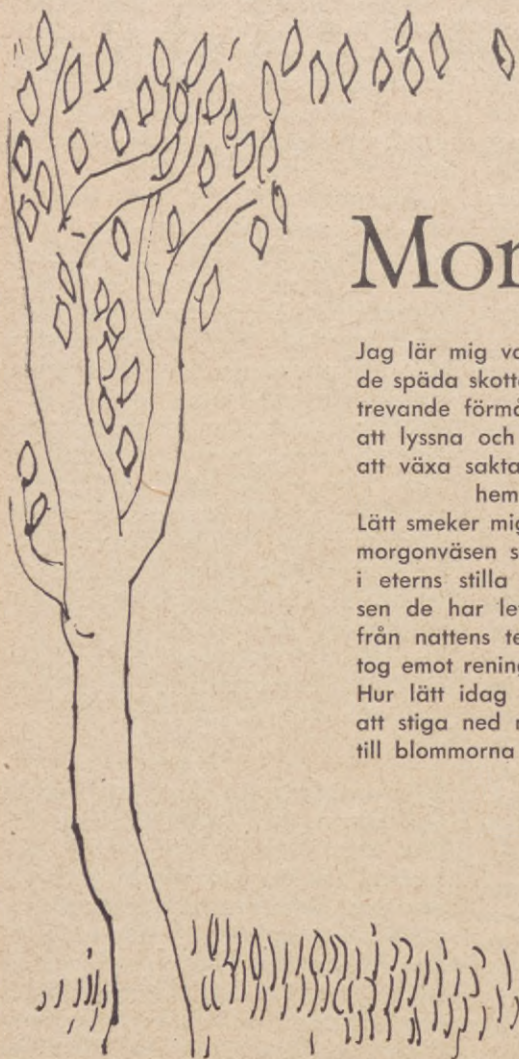 Mor
Jag lär mig va
de späda skott
trevande förmå
att lyssna och
att växa sakta
hem
Lätt smeker mig
morgonväsen s
i eterns stilla
sen de har le
från nattens te
tog emot rening
Hur lätt idag
att stiga ned r
till blommorna